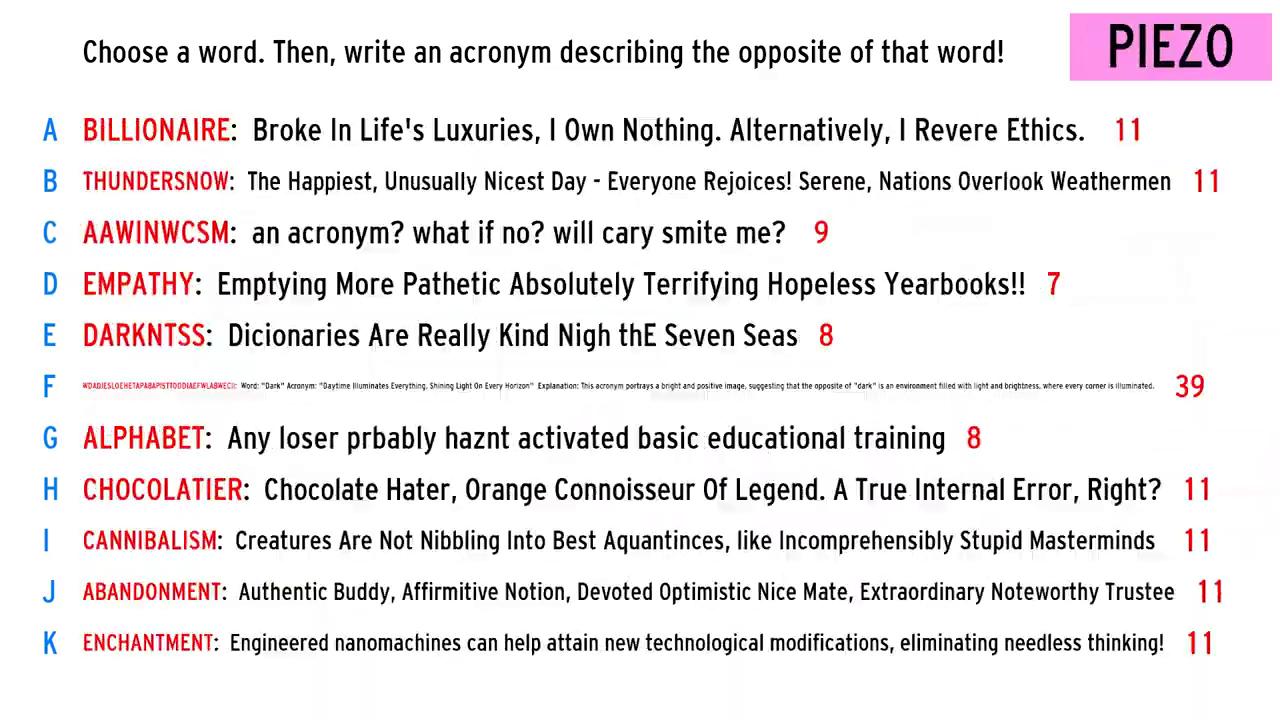 Choose a word. Then, write an acronym describing the opposite of that word!
PIEZO
A BILLIONAIRE: Broke In Life's Luxuries, I Own Nothing. Alternatively, I Revere Ethics. 11
B THUNDERSNOW: The Happiest, Unusually Nicest Day - Everyone Rejoices! Serene, Nations Overlook Weathermen 11
C AAWINWCSM: an acronym? what if no? will cary smite me? 9
D EMPATHY: Emptying More Pathetic Absolutely Terrifying Hopeless Yearbooks!! 7
E DARKNTSS: Dicionaries Are Really Kind Nigh thE Seven Seas 8
F Word: "Dark" Acronym: "Daytime Illuminates Everything, Shining Light On Every Horizon" Explanation: This acronym portrays a bright and positive image, suggesting that the opposite of "dark" is an environment filled with light and brightness, where every corner is illuminated. 39
G ALPHABET: Any loser prbably haznt activated basic educational training 8
H CHOCOLATIER: Chocolate Hater, Orange Connoisseur Of Legend. A True Internal Error, Right? 11
I CANNIBALISM: Creatures Are Not Nibbling Into Best Aquantinces, like Incomprehensibly Stupid Masterminds 11
J ABANDONMENT: Authentic Buddy, Affirmitive Notion, Devoted Optimistic Nice Mate, Extraordinary Noteworthy Trustee 11
K ENCHANTMENT: Engineered nanomachines can help attain new technological modifications, eliminating needless thinking! 11